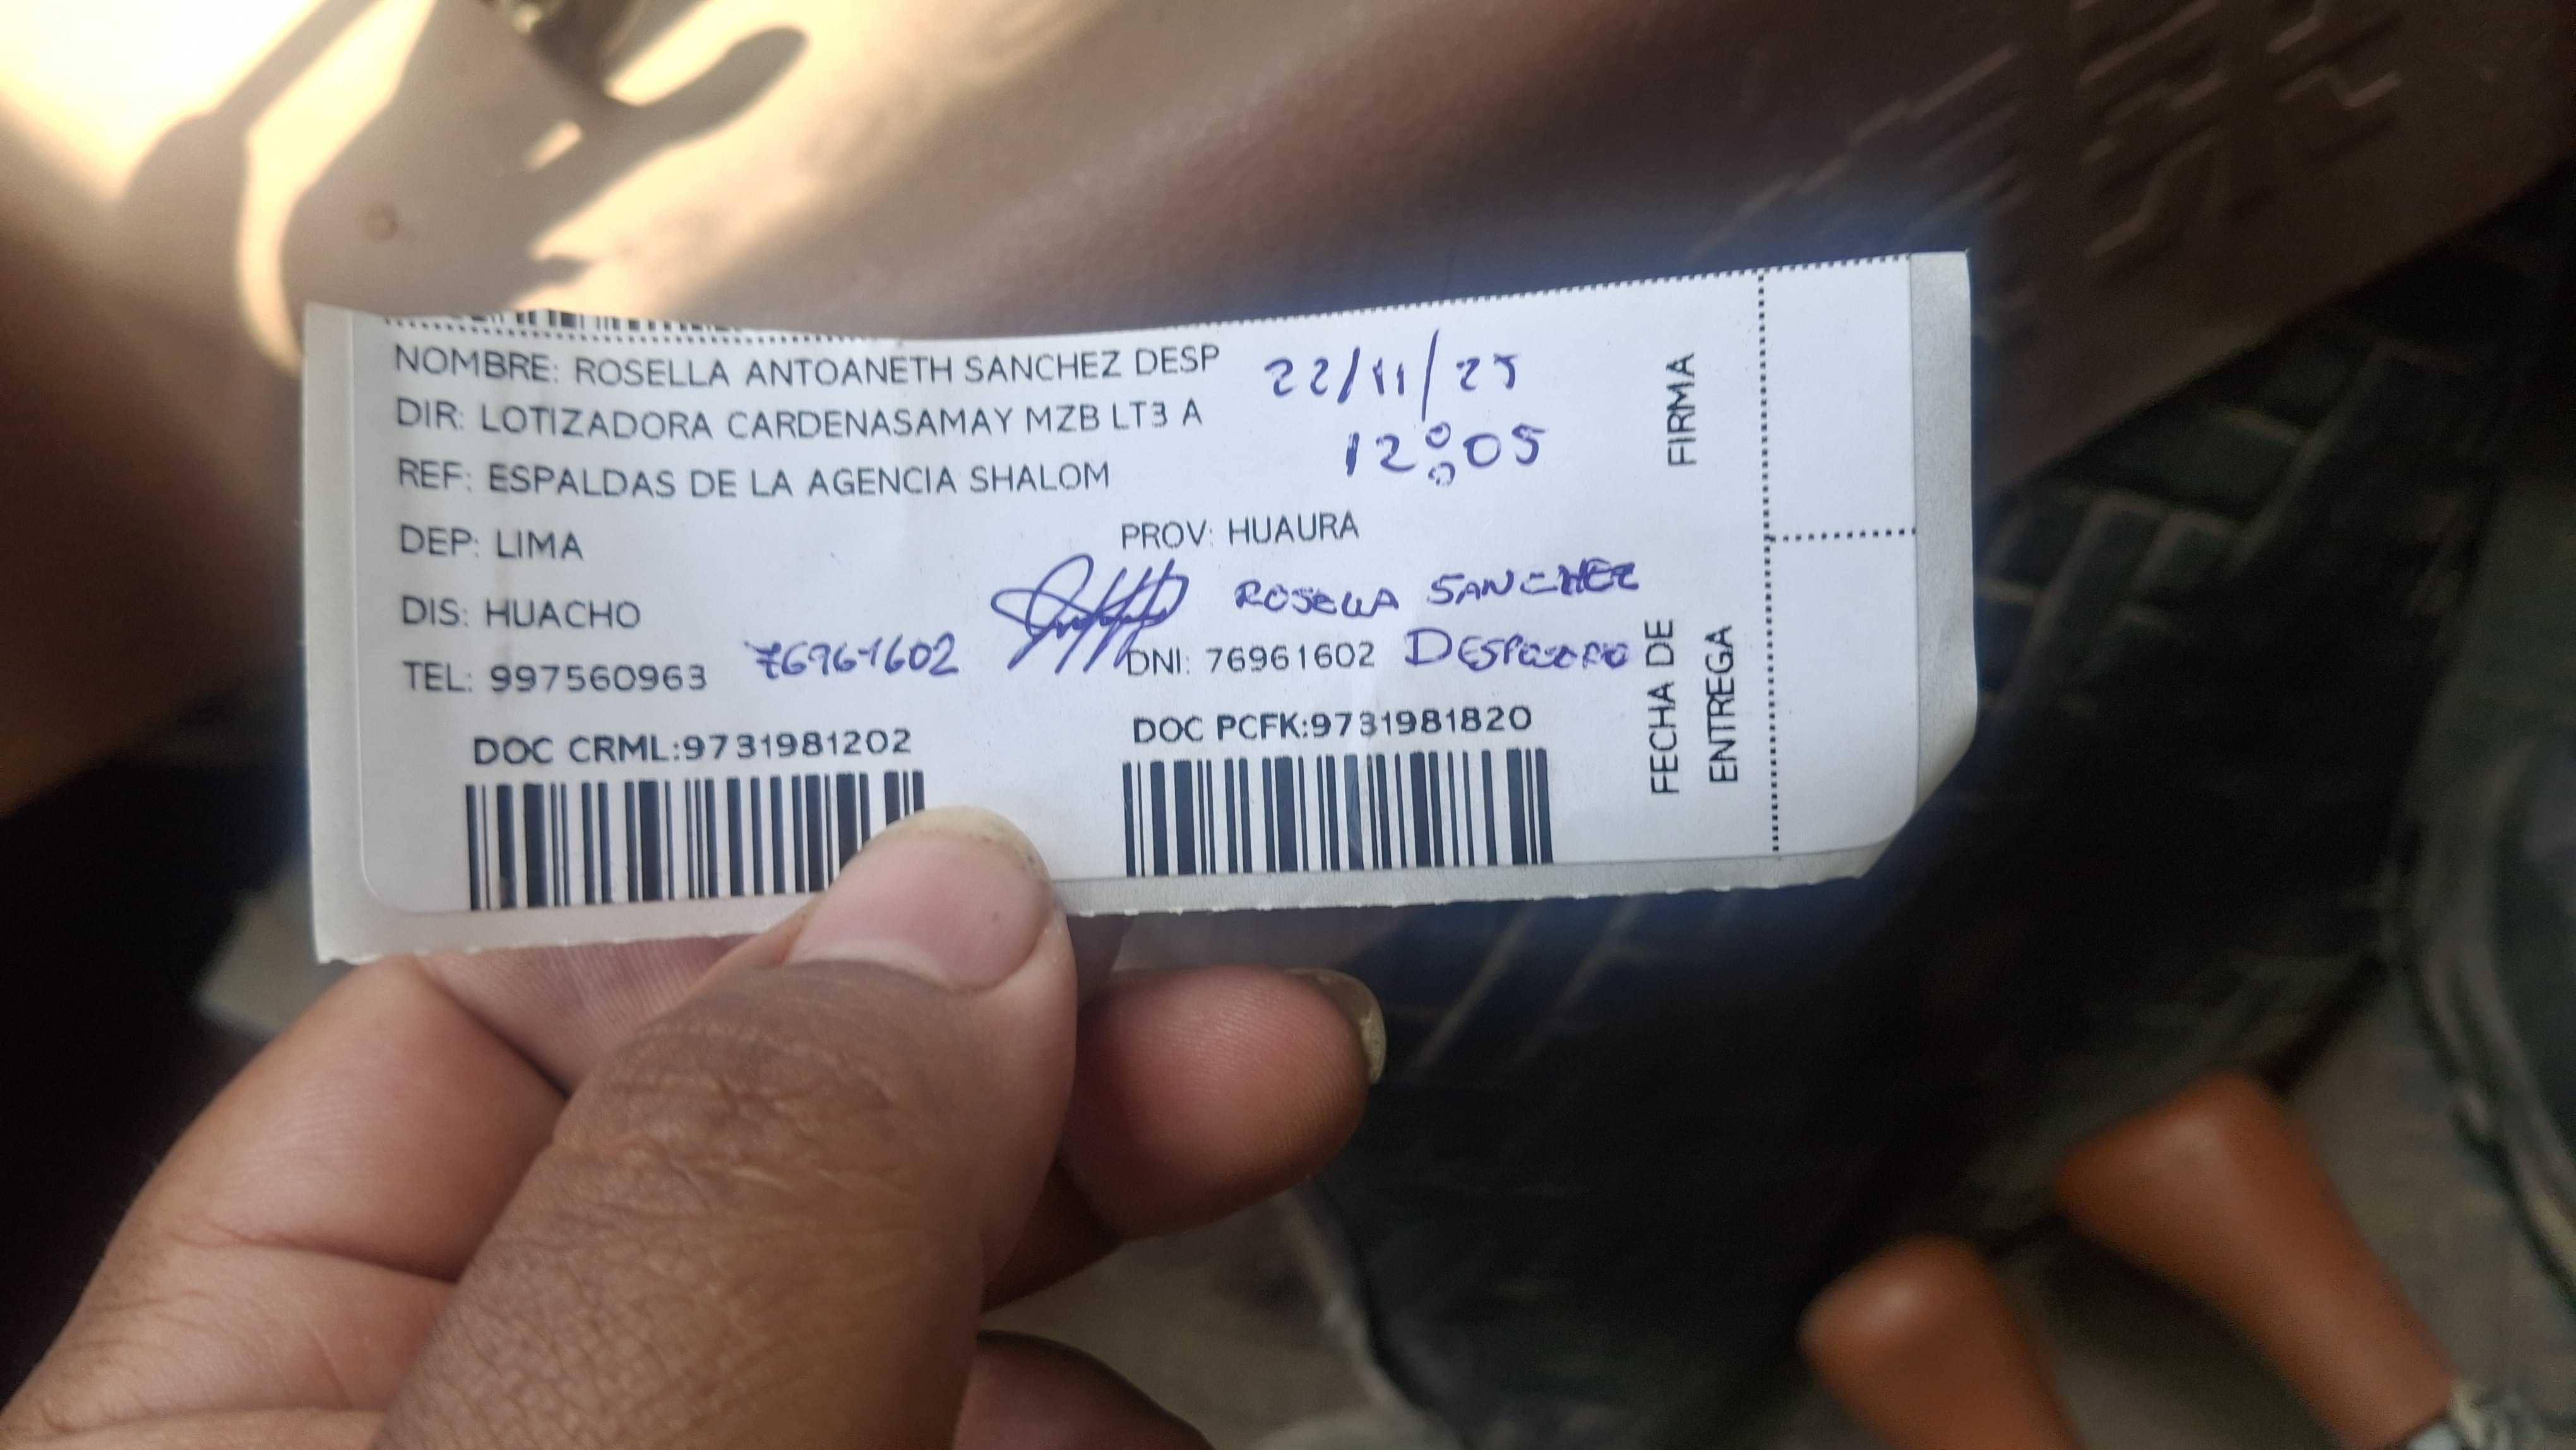 NOMBRE: ROSELLA ANTOANETH SANCHEZ DESP
22/11/25
DIR: LOTIZADORA CARDENASAMAY MZB LT3 A
12:05
REF: ESPALDAS DE LA AGENCIA SHALOM
FIRMA
DEP: LIMA
PROV: HUAURA
ROSELLA SANCHEZ
DIS: HUACHO
TEL: 997560963
76961602
DNI: 76961602
FECHA DE
ENTREGA
DOC CRML:9731981202
DOC PCFK:9731981820